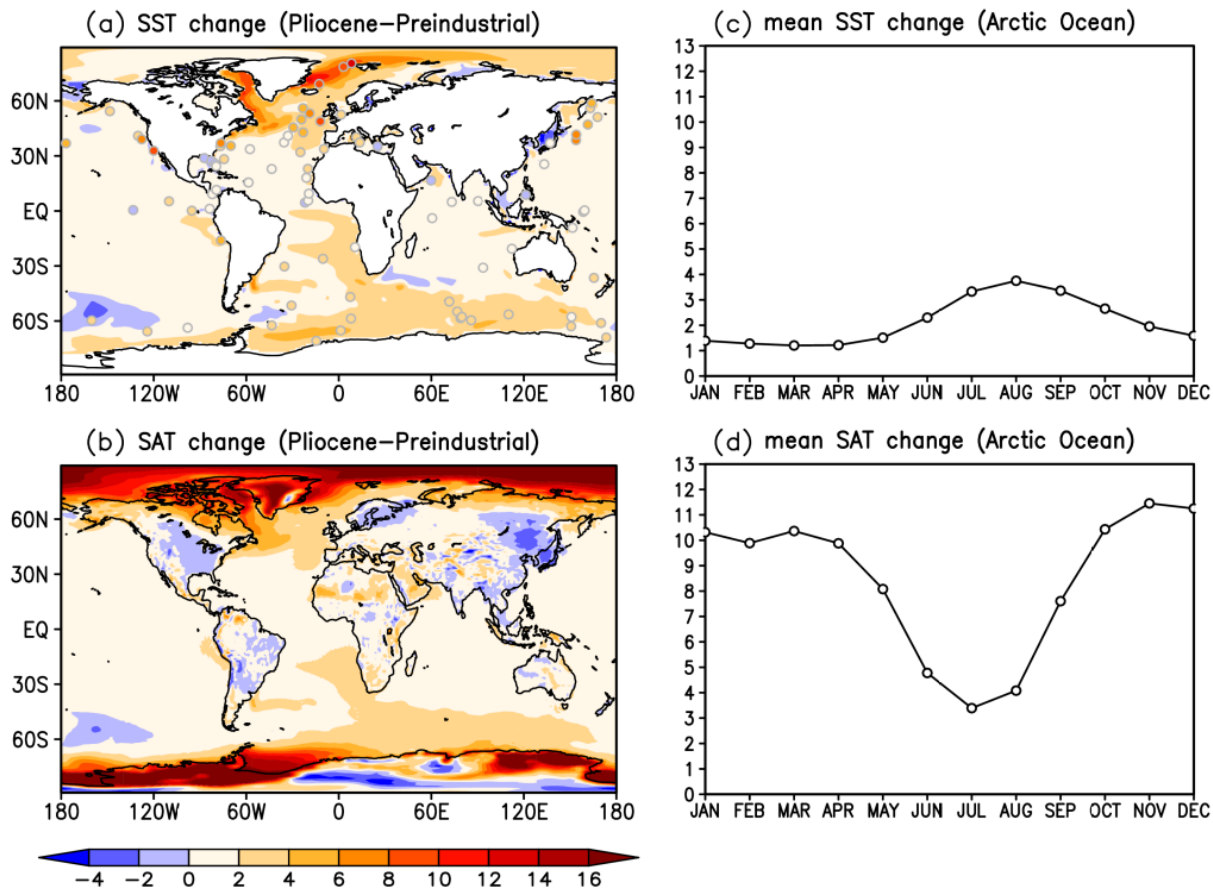 (a) SST change (Pliocene−Preindustrial)
60N
30N
EQ
30S
60S
180 120W 60W 0 60E 120E 180
(b) SAT change (Pliocene−Preindustrial)
60N
30N
EQ
30S
60S
180 120W 60W 0 60E 120E 180
−4 −2 0 2 4 6 8 10 12 14 16
(c) mean SST change (Arctic Ocean)
13
12
11
10
9
8
7
6
5
4
3
2
1
0
JAN FEB MAR APR MAY JUN JUL AUG SEP OCT NOV DEC
(d) mean SAT change (Arctic Ocean)
13
12
11
10
9
8
7
6
5
4
3
2
1
0
JAN FEB MAR APR MAY JUN JUL AUG SEP OCT NOV DEC